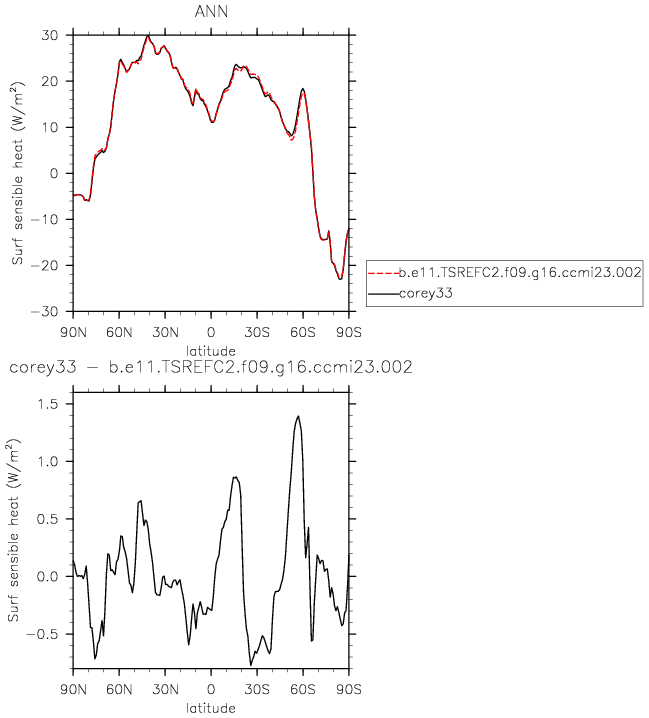 ANN
30
20
10
0
−10
−20
−30
Surf sensible heat (W/m²)
90N 60N 30N 0 30S 60S 90S
latitude
b.e11.TSREFC2.f09.g16.ccmi23.002
corey33
corey33 − b.e11.TSREFC2.f09.g16.ccmi23.002
1.5
1.0
0.5
0.0
−0.5
Surf sensible heat (W/m²)
90N 60N 30N 0 30S 60S 90S
latitude